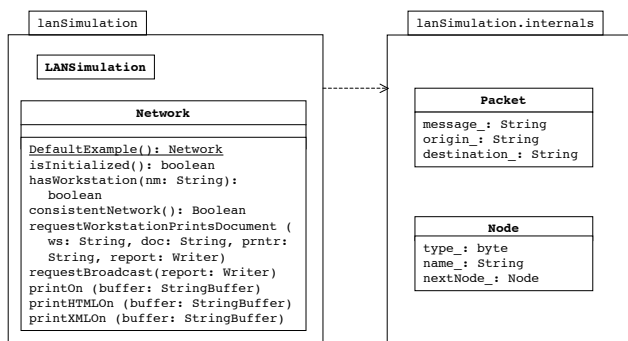 lanSimulation
LANSimulation
Network
DefaultExample(): Network
isInitialized(): boolean
hasWorkstation(nm: String):
boolean
consistentNetwork(): Boolean
requestWorkstationPrintsDocument (
ws: String, doc: String, prntr:
String, report: Writer)
requestBroadcast(report: Writer)
printOn (buffer: StringBuffer)
printHTMLOn (buffer: StringBuffer)
printXMLOn (buffer: StringBuffer)
lanSimulation.internals
Packet
message_: String
origin_: String
destination_: String
Node
type_: byte
name_: String
nextNode_: Node